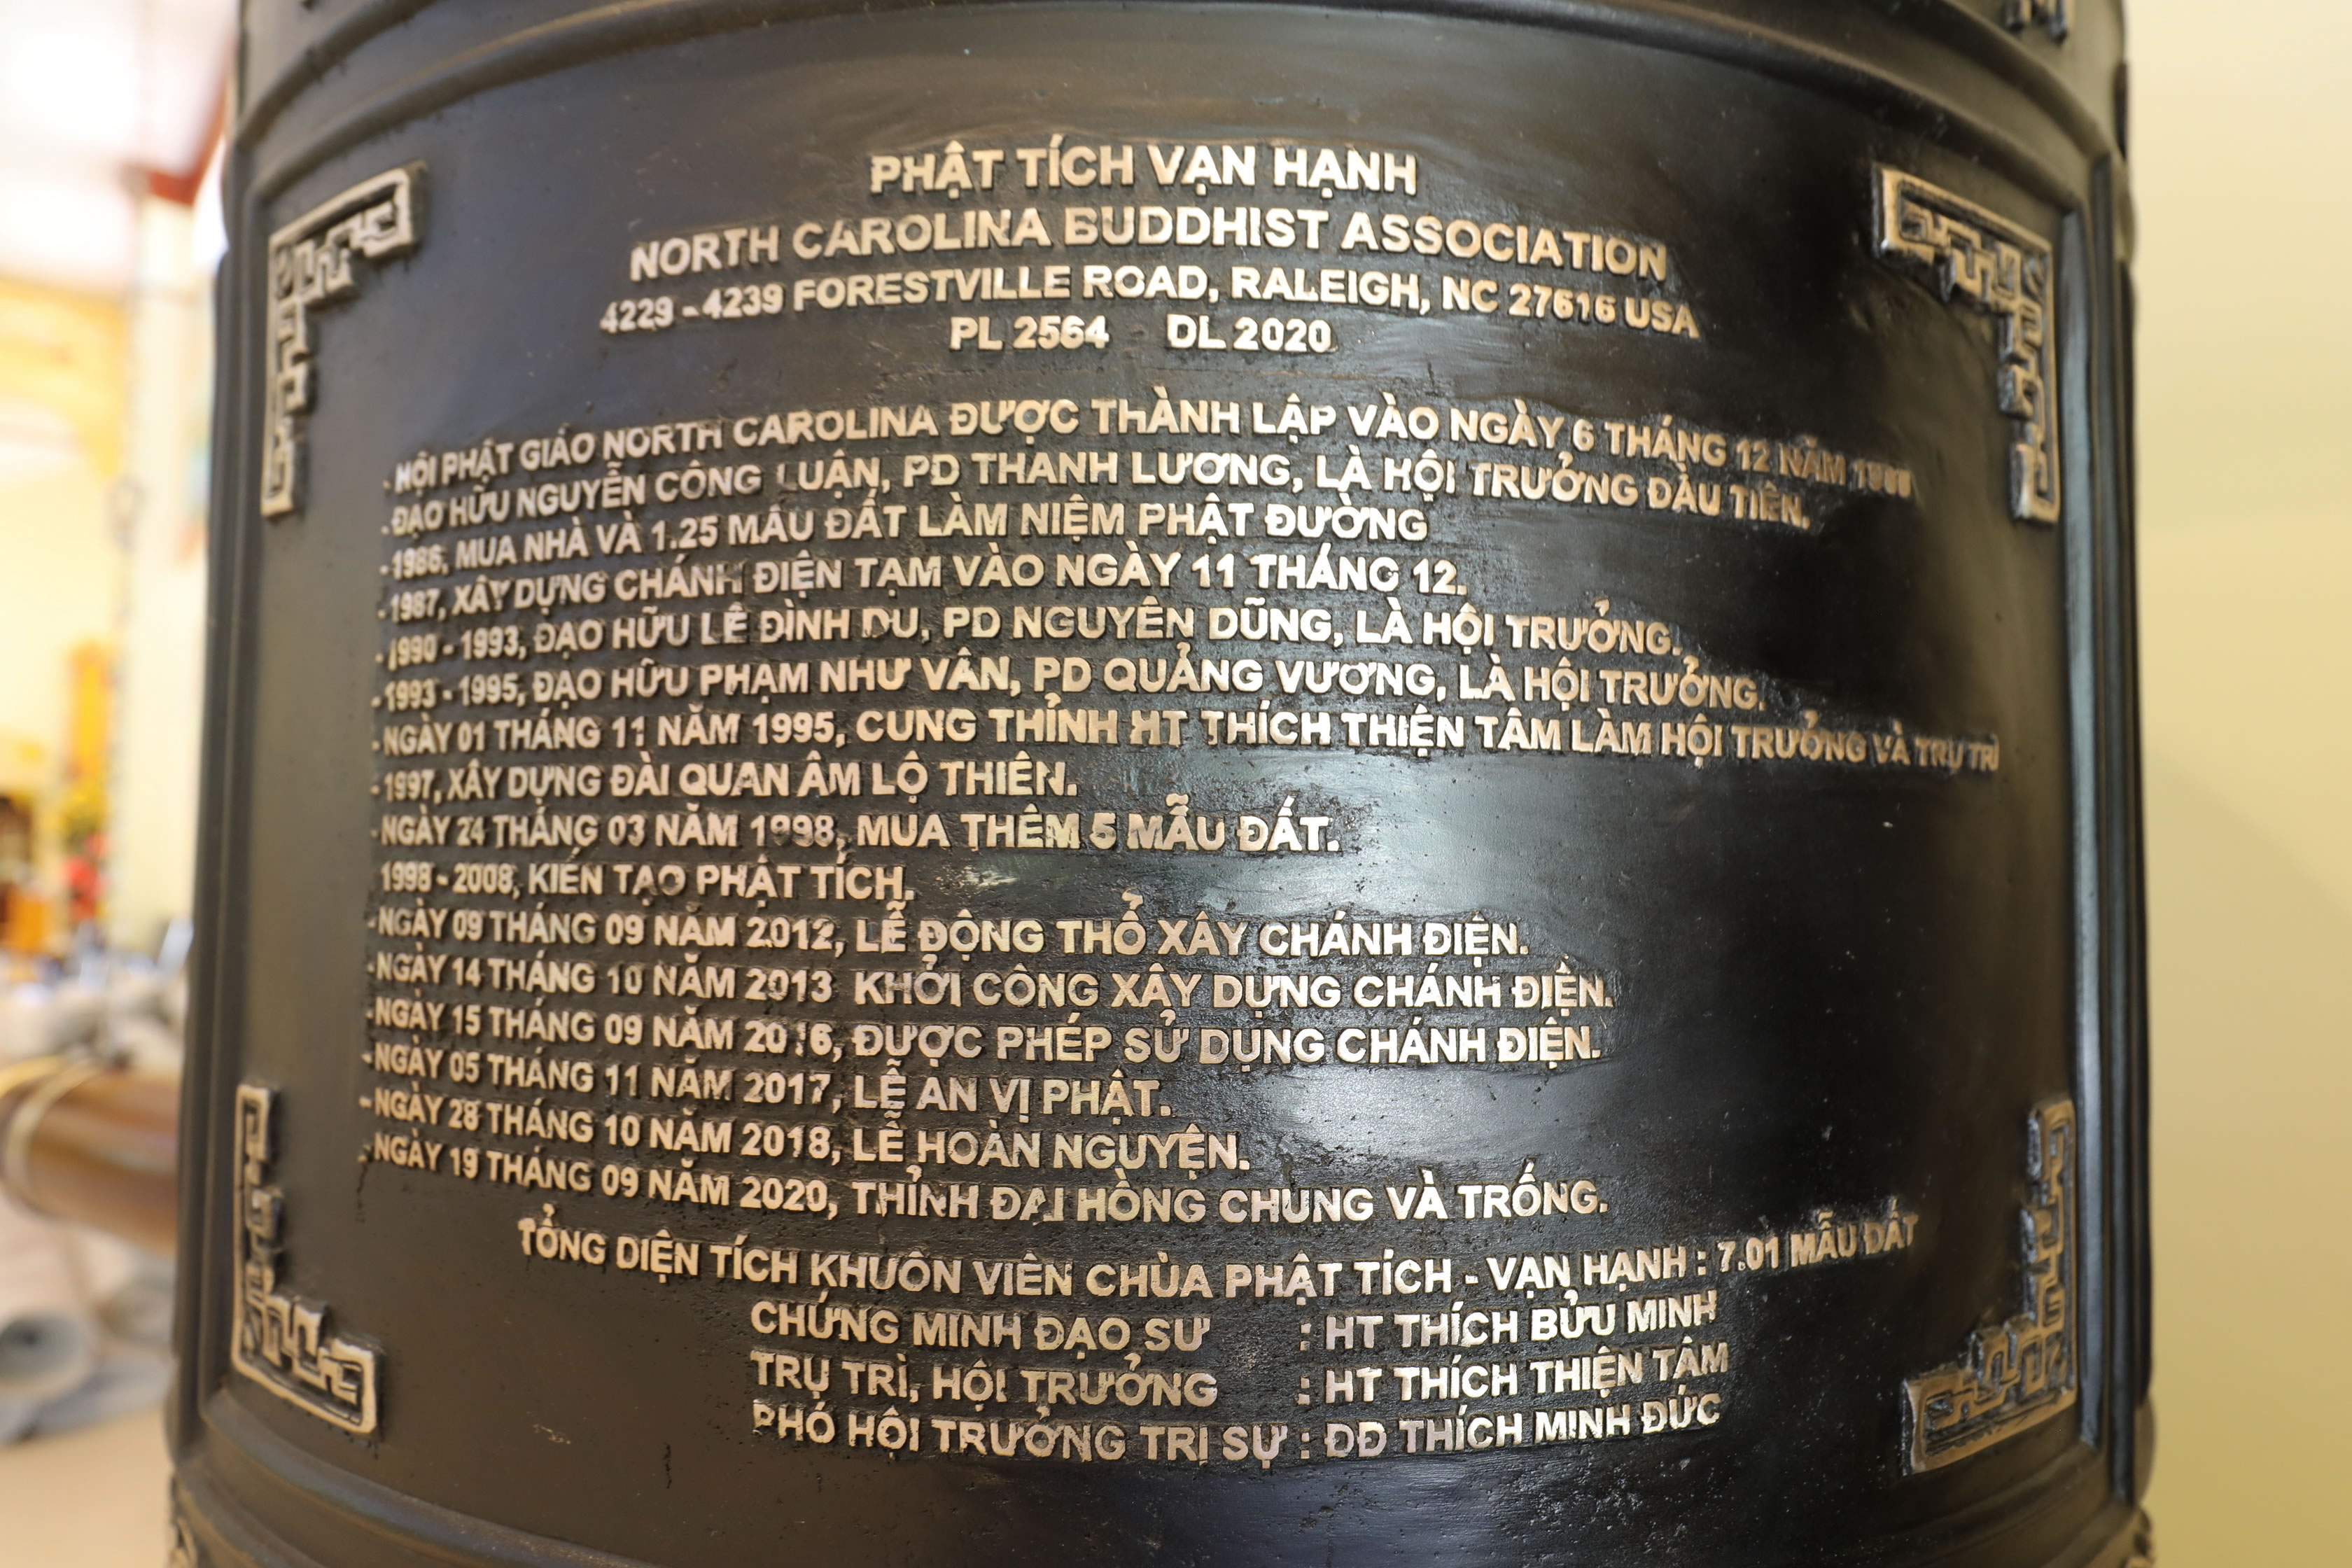 PHẬT TÍCH VẠN HẠNH
NORTH CAROLINA BUDDHIST ASSOCIATION
4229 - 4239 FORESTVILLE ROAD, RALEIGH, NC 27616 USA
PL 2564 DL 2020
- HỘI PHẬT GIÁO NORTH CAROLINA ĐƯỢC THÀNH LẬP VÀO NGÀY 6 THÁNG 12 NĂM
- ĐẠO HỮU NGUYỄN CÔNG LUẬN, PD THANH LƯƠNG, LÀ HỘI TRƯỞNG ĐẦU TIÊN.
- 1986, MUA NHÀ VÀ 1.25 MẪU ĐẤT LÀM NIỆM PHẬT ĐƯỜNG
- 1987, XÂY DỰNG CHÁNH ĐIỆN TẠM VÀO NGÀY 11 THÁNG 12.
- 1990 - 1993, ĐẠO HỮU LÊ ĐÌNH DU, PD NGUYÊN DŨNG, LÀ HỘI TRƯỞNG.
- 1993 - 1995, ĐẠO HỮU PHẠM NHƯ VÂN, PD QUẢNG VƯƠNG, LÀ HỘI TRƯỞNG.
- NGÀY 01 THÁNG 11 NĂM 1995, CUNG THỈNH HT THÍCH THIỆN TÂM LÀM HỘI TRƯỞNG VÀ TRỤ TRÌ
- 1997, XÂY DỰNG ĐÀI QUAN ÂM LỘ THIÊN.
- NGÀY 24 THÁNG 03 NĂM 1998, MUA THÊM 5 MẪU ĐẤT.
1998 - 2008, KIẾN TẠO PHẬT TÍCH.
- NGÀY 09 THÁNG 09 NĂM 2012, LỄ ĐỘNG THỔ XÂY CHÁNH ĐIỆN.
- NGÀY 14 THÁNG 10 NĂM 2013 KHỞI CÔNG XÂY DỰNG CHÁNH ĐIỆN.
- NGÀY 15 THÁNG 09 NĂM 2016, ĐƯỢC PHÉP SỬ DỤNG CHÁNH ĐIỆN.
- NGÀY 05 THÁNG 11 NĂM 2017, LỄ AN VỊ PHẬT.
- NGÀY 28 THÁNG 10 NĂM 2018, LỄ HOÀN NGUYỆN.
- NGÀY 19 THÁNG 09 NĂM 2020, THỈNH ĐẠI HỒNG CHUNG VÀ TRỐNG.
TỔNG DIỆN TÍCH KHUÔN VIÊN CHÙA PHẬT TÍCH - VẠN HẠNH : 7.01 MẪU ĐẤT
CHỨNG MINH ĐẠO SƯ : HT THÍCH BỬU MINH
TRỤ TRÌ, HỘI TRƯỞNG : HT THÍCH THIỆN TÂM
PHÓ HỘI TRƯỞNG TRỊ SỰ : ĐĐ THÍCH MINH ĐỨC